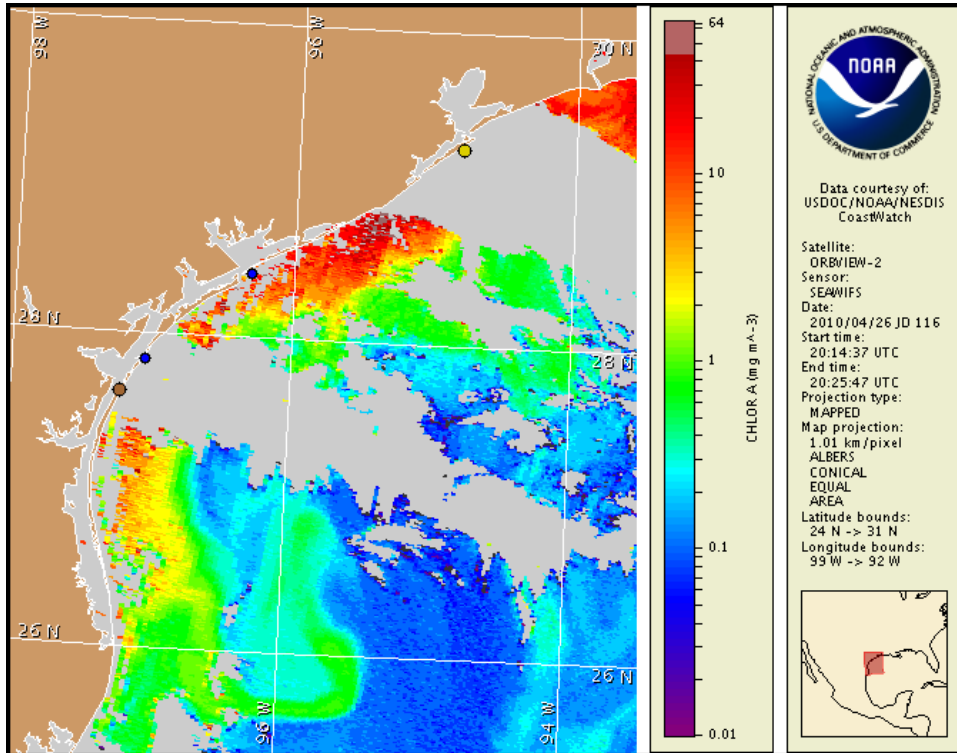 98 W
96 W
30 N
28 N
28 N
26 N
26 N
96 W
94 W
64
10
1
0.1
0.01
CHLOR A (mg m^-3)
NATIONAL OCEANIC AND ATMOSPHERIC ADMINISTRATION
NOAA
U.S. DEPARTMENT OF COMMERCE
Data courtesy of:
USDOC/NOAA/NESDIS
CoastWatch
Satellite:
ORBVIEW-2
Sensor:
SEAWIFS
Date:
2010/04/26 JD 116
Start time:
20:14:37 UTC
End time:
20:25:47 UTC
Projection type:
MAPPED
Map projection:
1.01 km/pixel
ALBERS
CONICAL
EQUAL
AREA
Latitude bounds:
24 N -> 31 N
Longitude bounds:
99 W -> 92 W